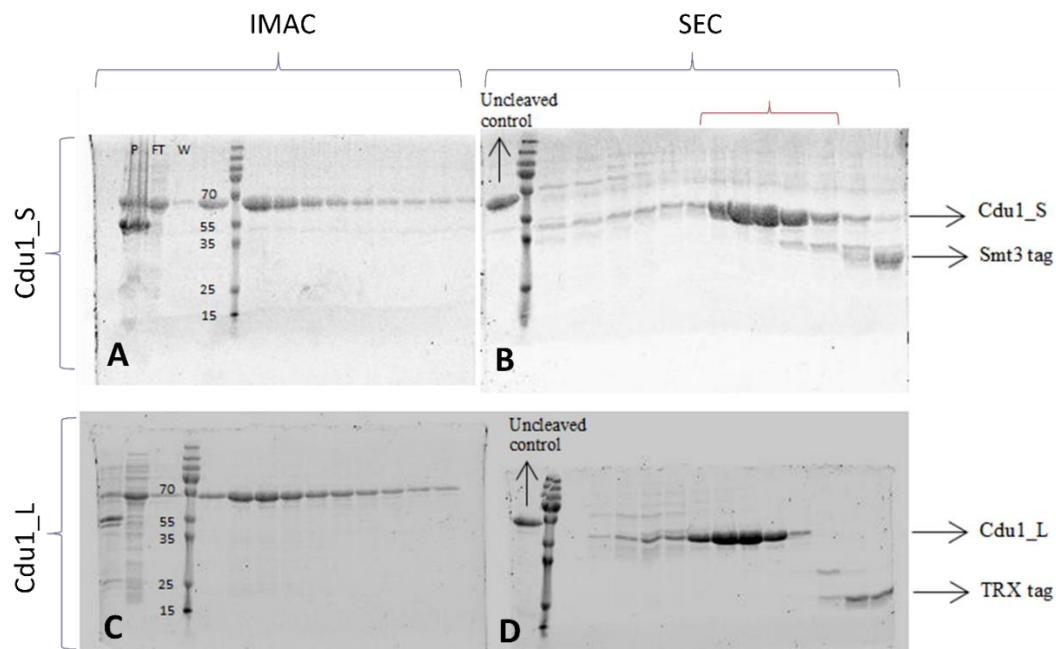 IMAC
SEC
Uncleaved
control
P FT W
70
55
35
25
15
Cdu1_S
Cdu1_S
Smt3 tag
A
B
Uncleaved
control
70
55
35
25
15
Cdu1_L
Cdu1_L
TRX tag
C
D